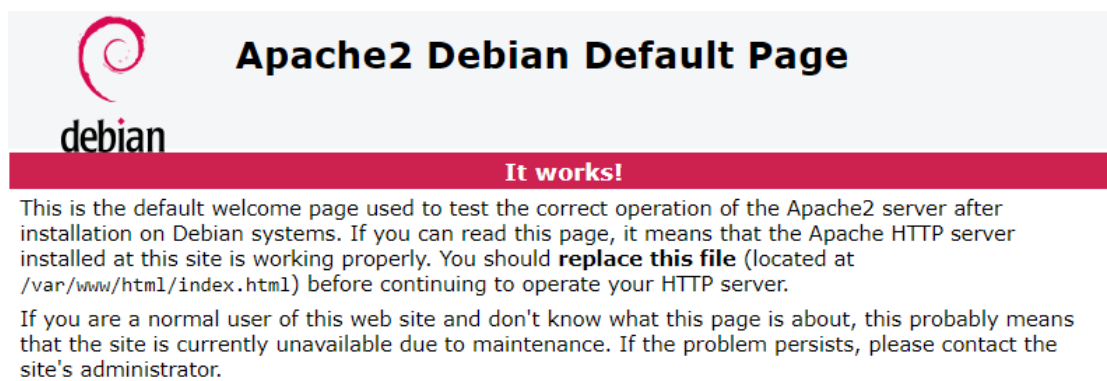 Apache2 Debian Default Page
debian
It works!
This is the default welcome page used to test the correct operation of the Apache2 server after
installation on Debian systems. If you can read this page, it means that the Apache HTTP server
installed at this site is working properly. You should replace this file (located at
/var/www/html/index.html) before continuing to operate your HTTP server.
If you are a normal user of this web site and don't know what this page is about, this probably means
that the site is currently unavailable due to maintenance. If the problem persists, please contact the
site's administrator.